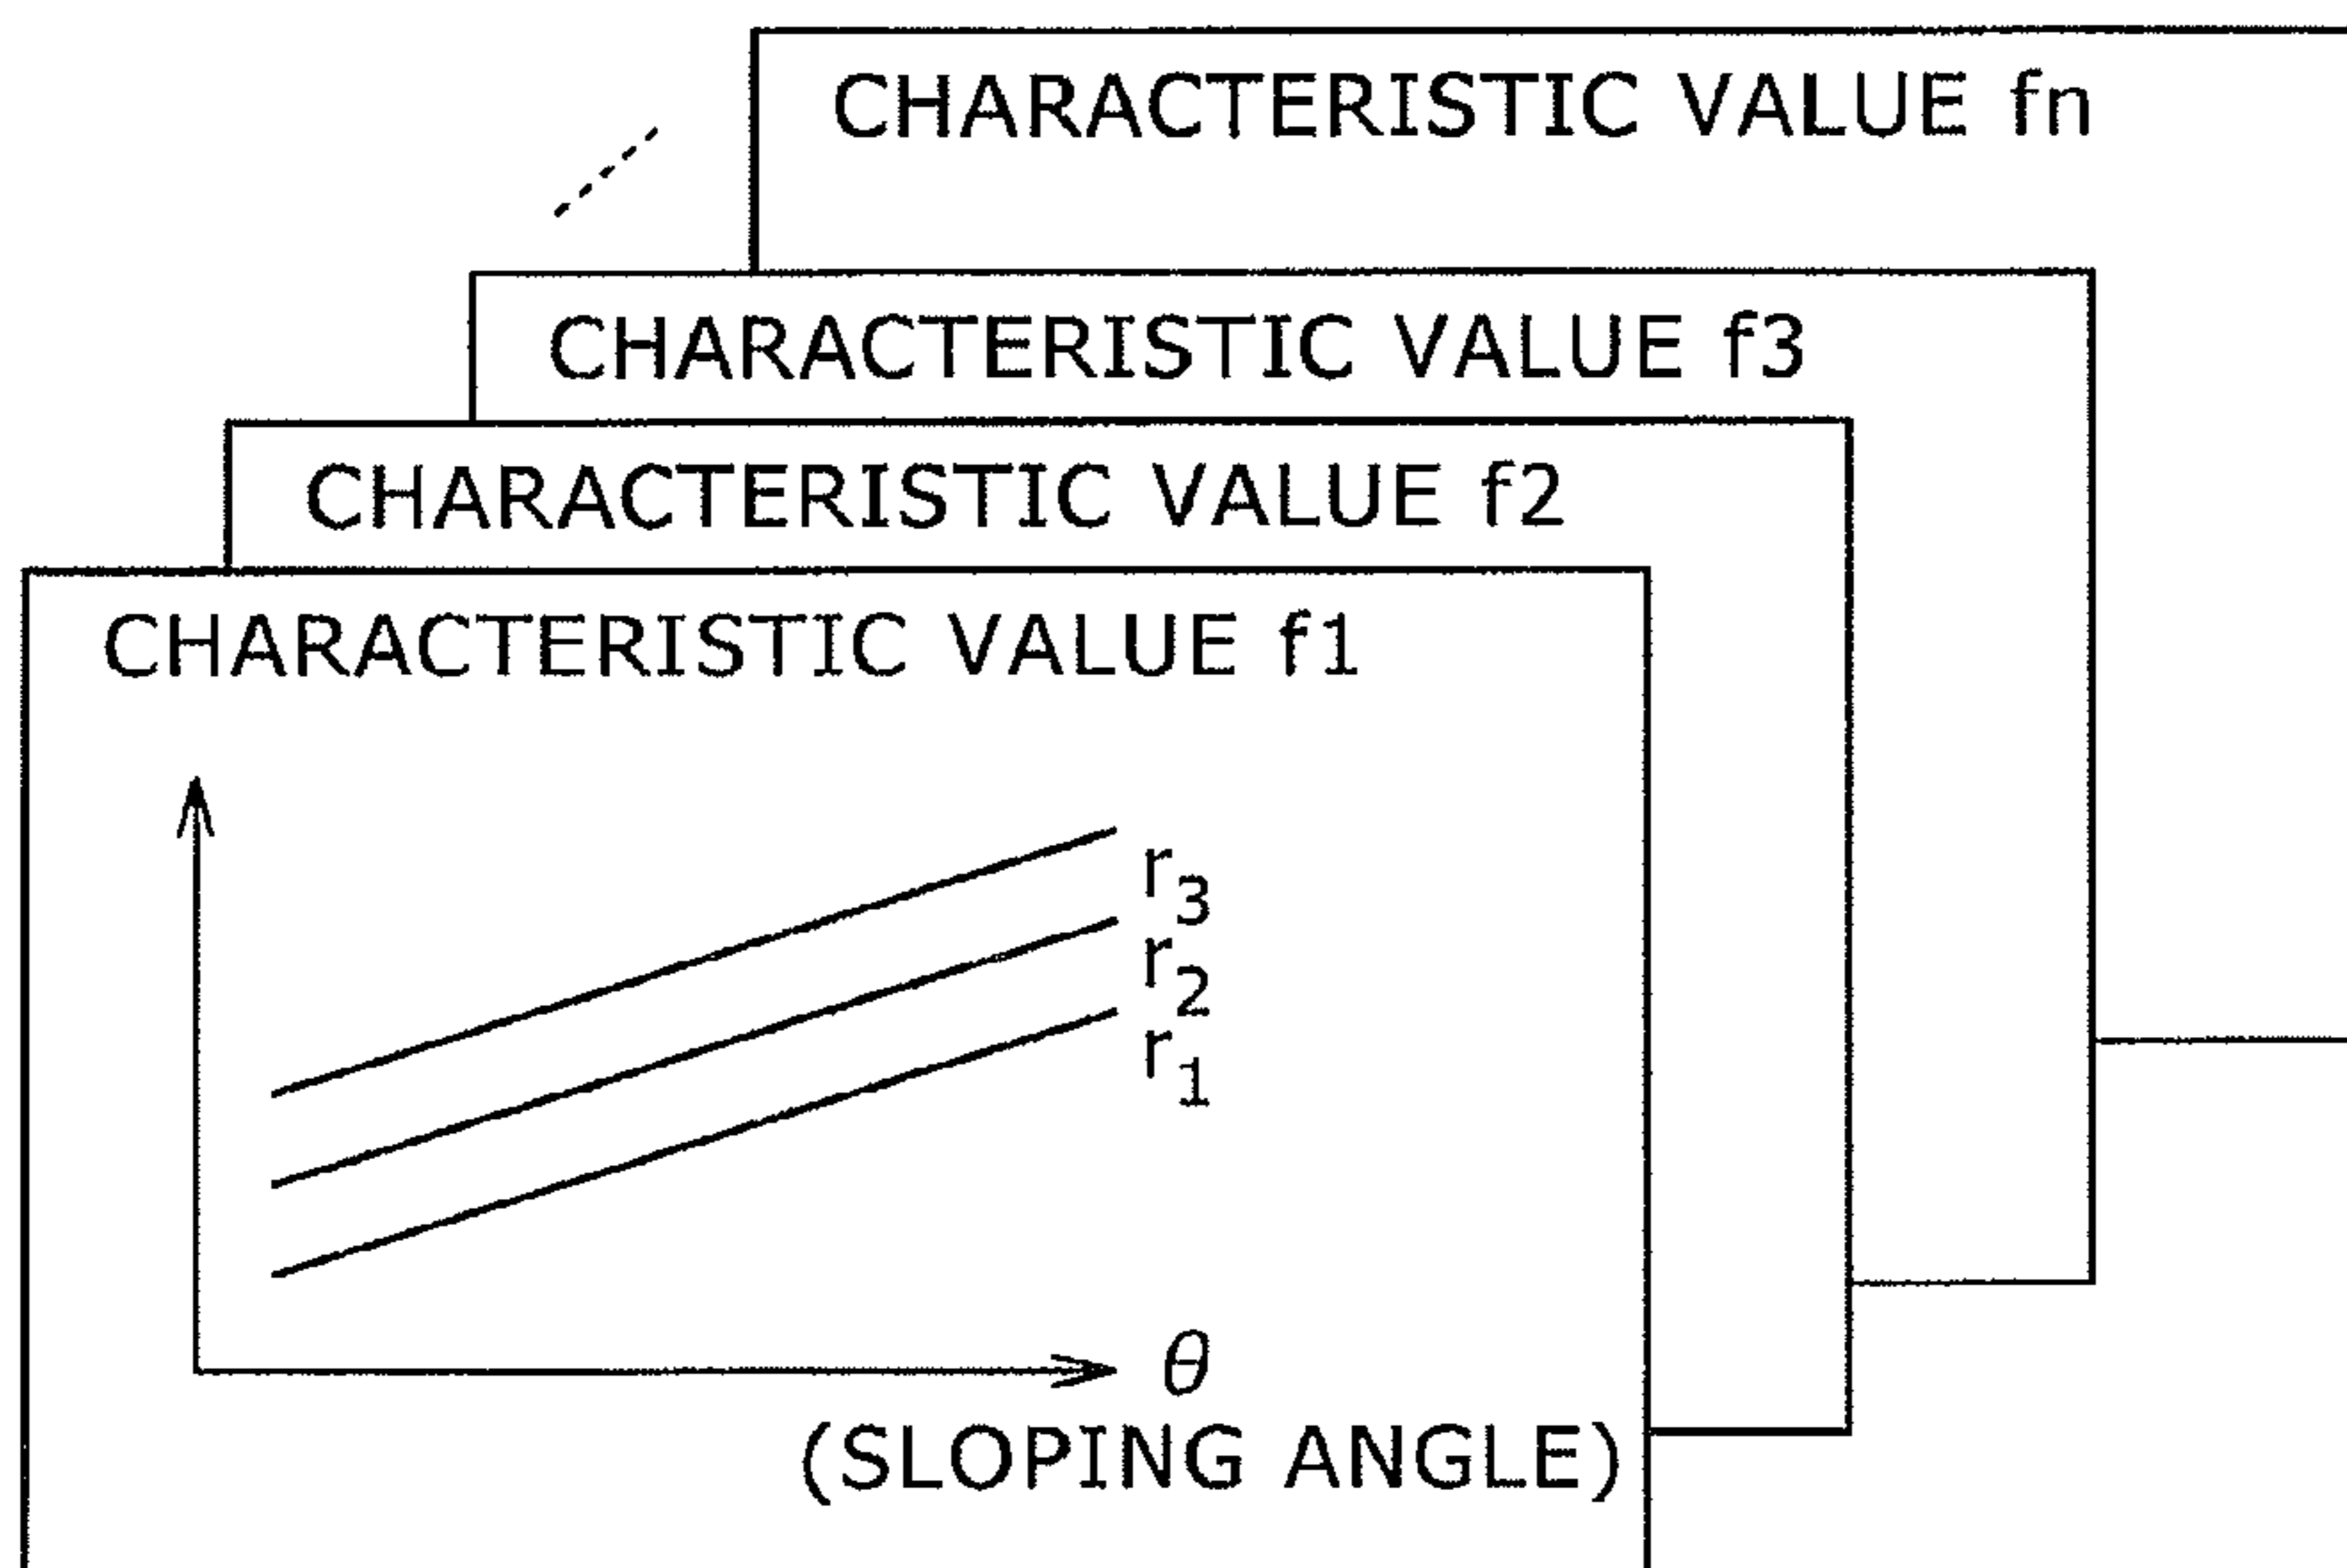 CHARACTERISTIC VALUE fn
CHARACTERISTIC VALUE f3
CHARACTERISTIC VALUE f2
CHARACTERISTIC VALUE f1
r3
r2
r1
θ
(SLOPING ANGLE)